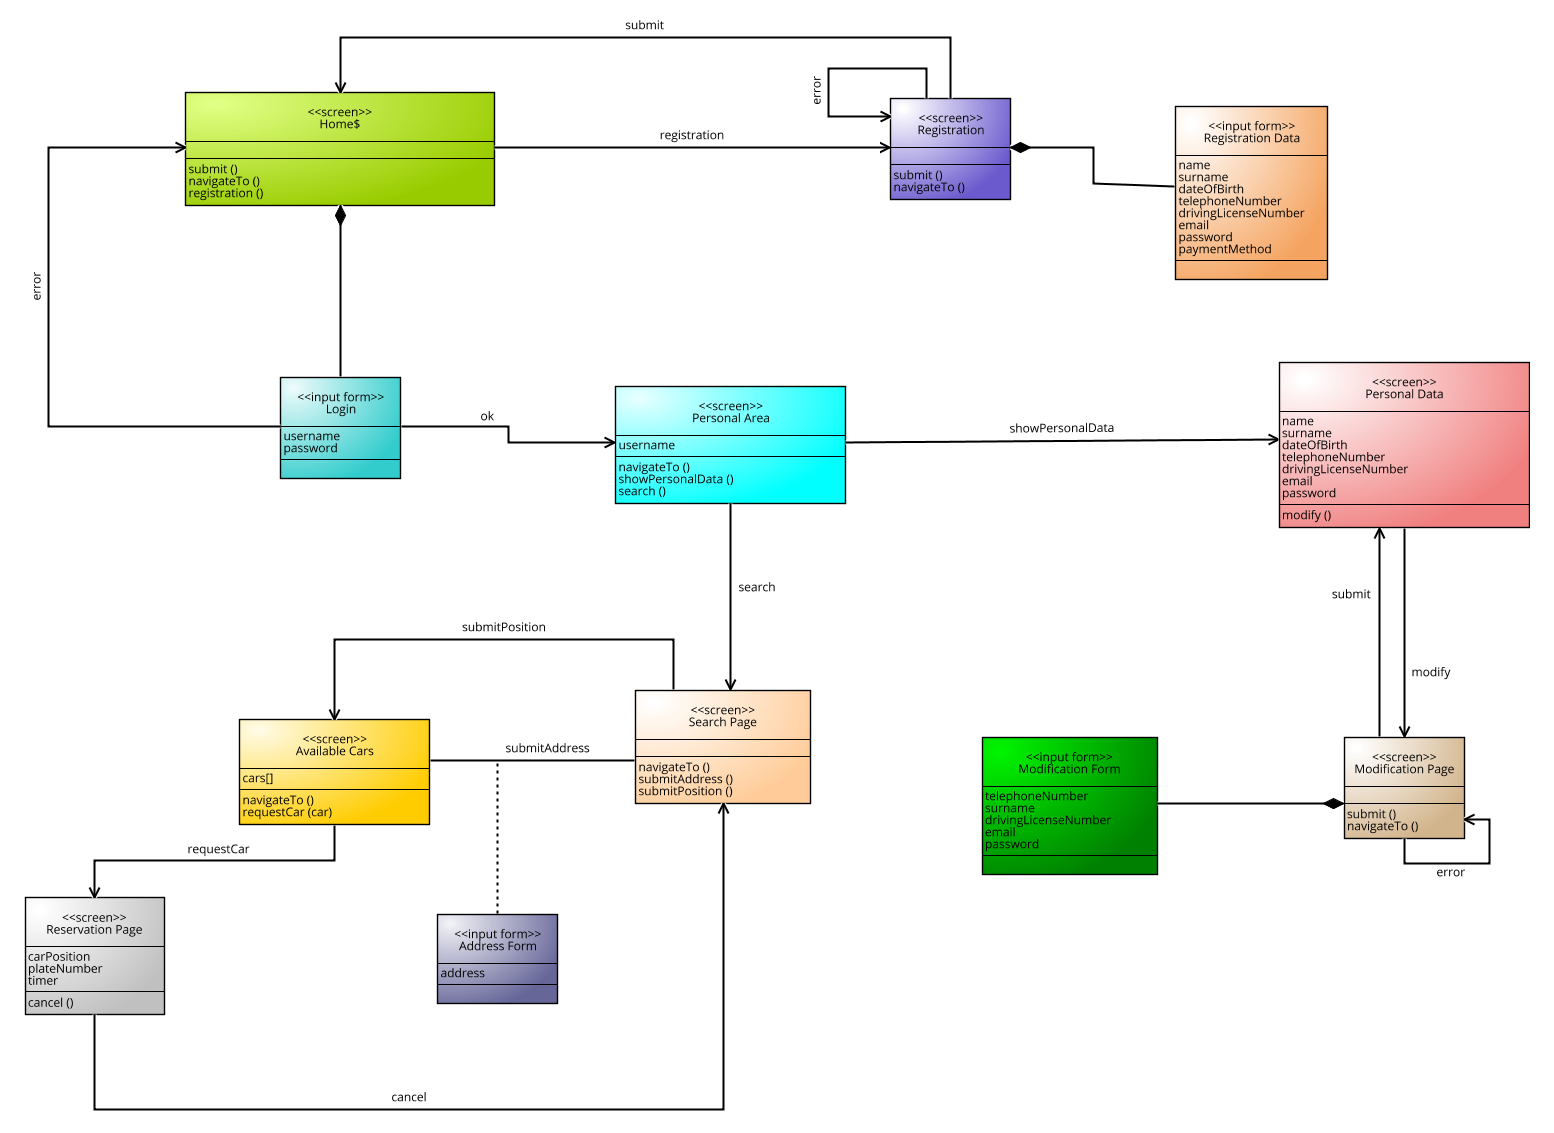 submit
error
<<screen>>
Home$
submit ()
navigateTo ()
registration ()
registration
<<screen>>
Registration
submit ()
navigateTo ()
<<input form>>
Registration Data
name
surname
dateOfBirth
telephoneNumber
drivingLicenseNumber
email
password
paymentMethod
error
<<input form>>
Login
username
password
ok
<<screen>>
Personal Area
username
navigateTo ()
showPersonalData ()
search ()
showPersonalData
<<screen>>
Personal Data
name
surname
dateOfBirth
telephoneNumber
drivingLicenseNumber
email
password
modify ()
search
submit
modify
submitPosition
<<screen>>
Available Cars
cars[]
navigateTo ()
requestCar (car)
submitAddress
<<screen>>
Search Page
navigateTo ()
submitAddress ()
submitPosition ()
<<input form>>
Modification Form
telephoneNumber
surname
drivingLicenseNumber
email
password
<<screen>>
Modification Page
submit ()
navigateTo ()
error
requestCar
<<screen>>
Reservation Page
carPosition
plateNumber
timer
cancel ()
<<input form>>
Address Form
address
cancel